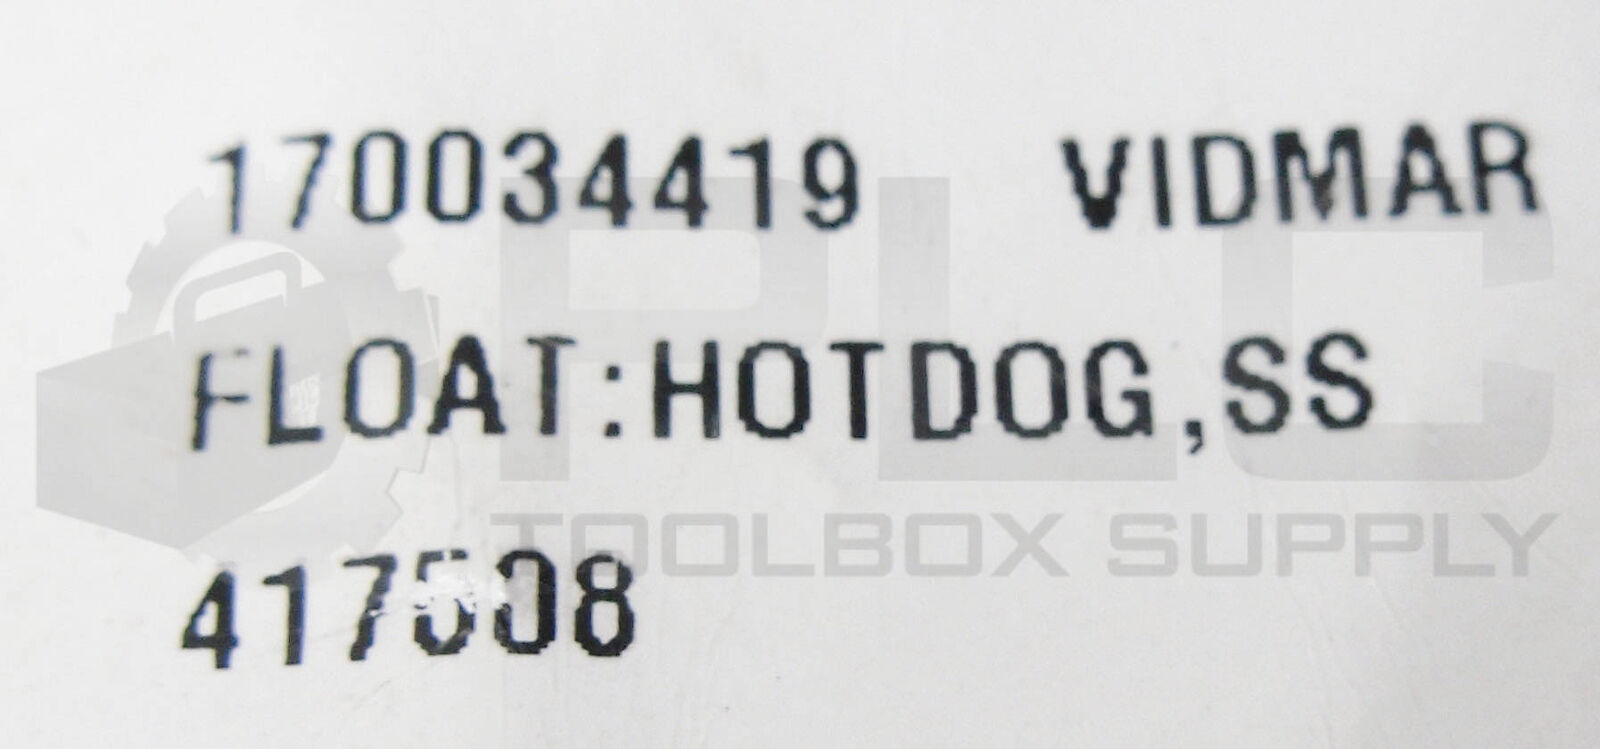 170034419 VIDMAR
FLOAT:HOTDOG,SS
417508
PLC
TOOLBOX SUPPLY